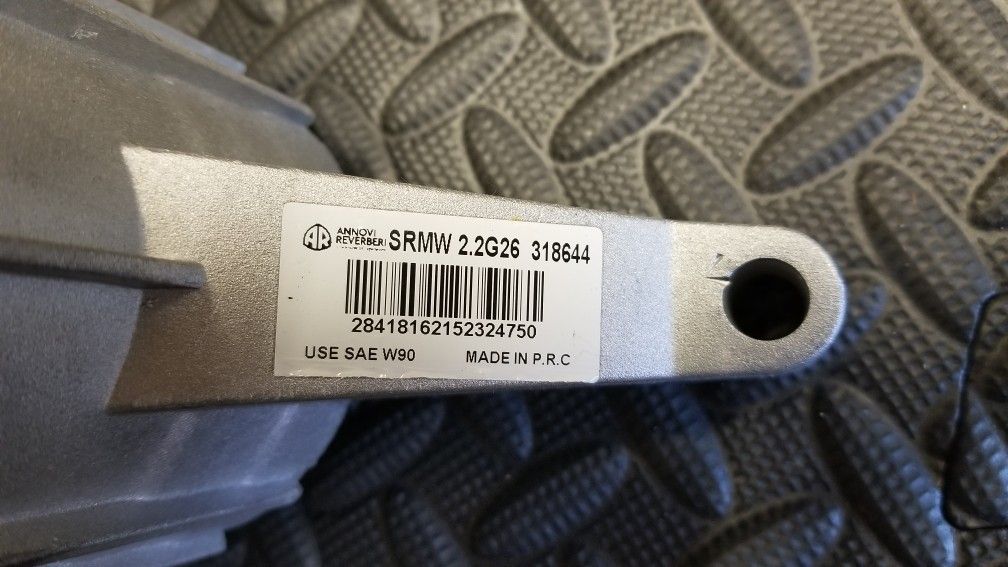 AR ANNOVI REVERBERI SRMW 2.2G26 318644
28418162152324750
USE SAE W90 MADE IN P.R.C